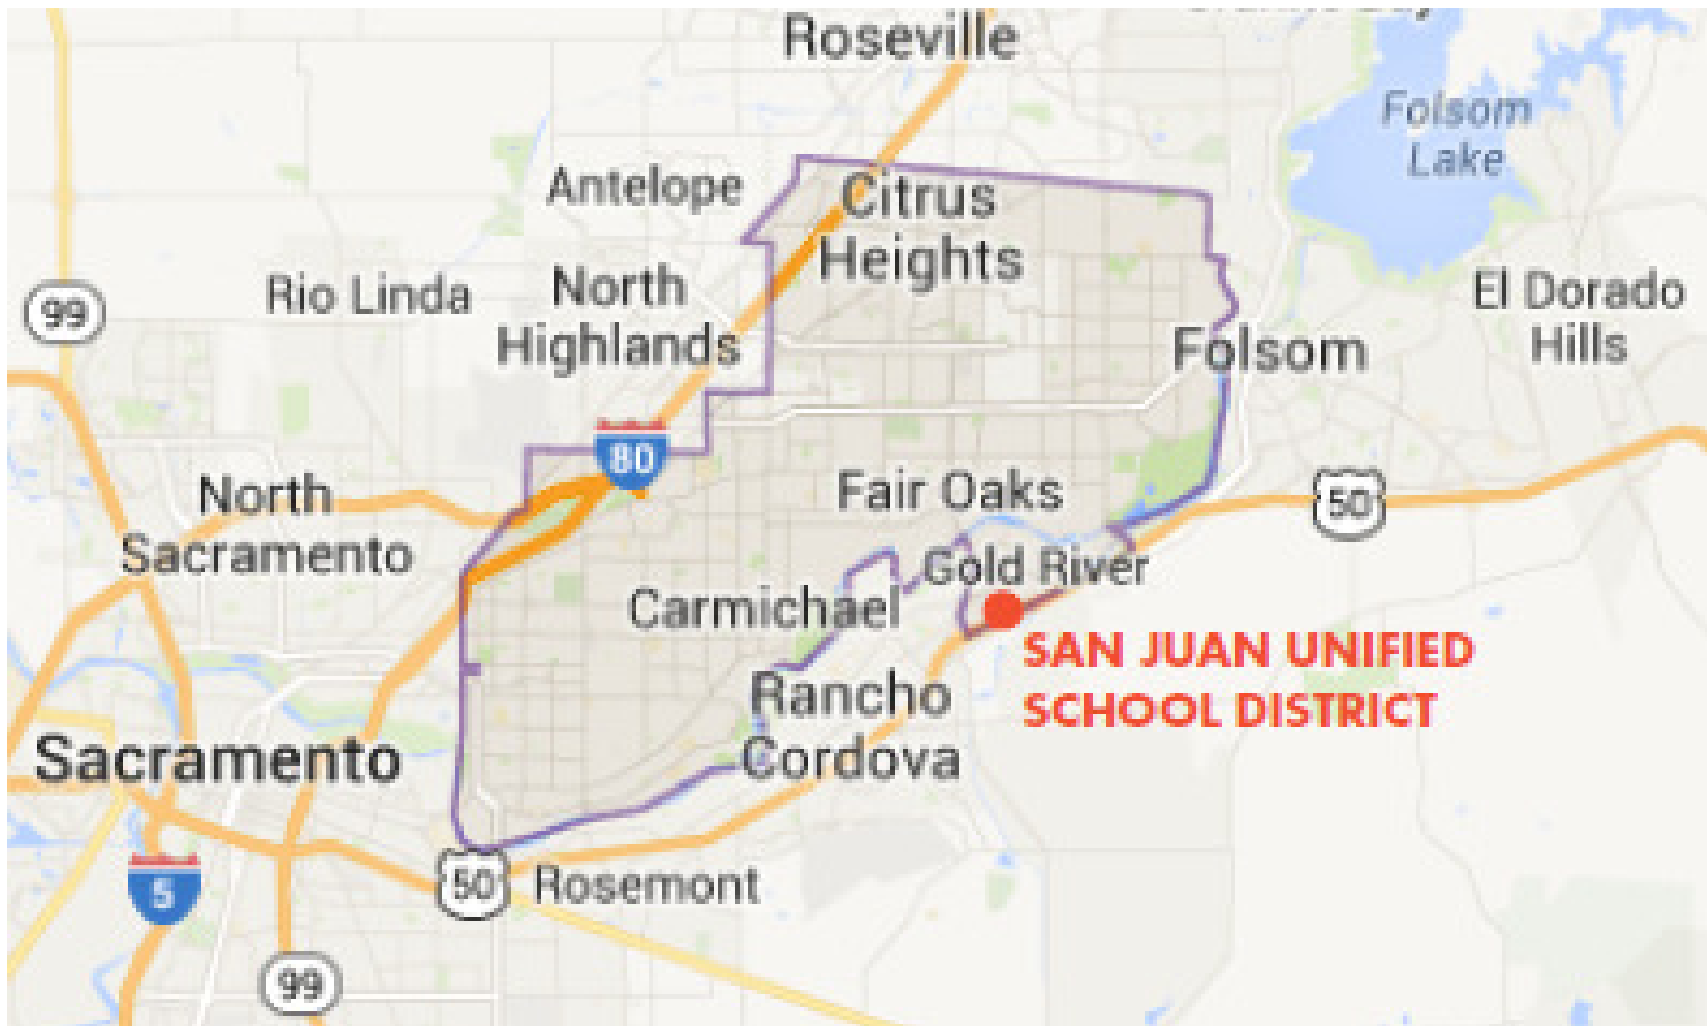 Roseville
Folsom
Lake
Antelope
Citrus
Heights
Rio Linda
North
Highlands
99
El Dorado
Hills
Folsom
80
North
Sacramento
Fair Oaks
50
Gold River
Carmichael
SAN JUAN UNIFIED
SCHOOL DISTRICT
Rancho
Cordova
Sacramento
5
50
Rosemont
99